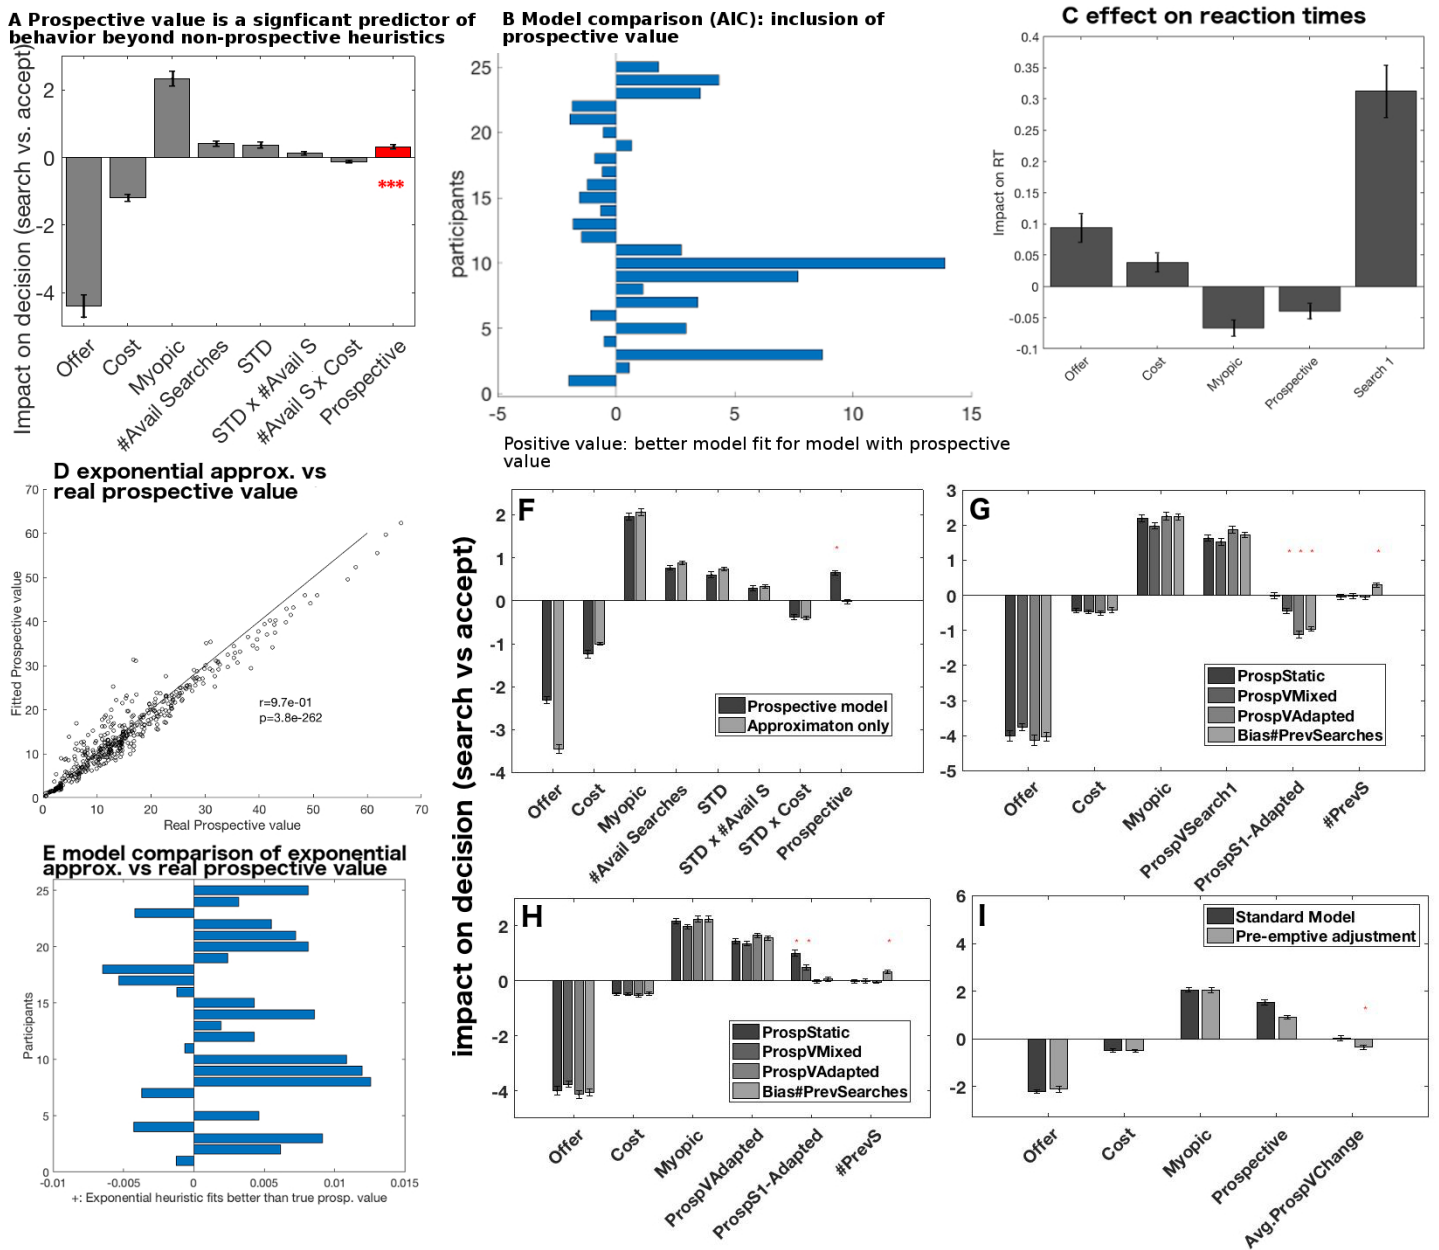 A Prospective value is a signficant predictor of
behavior beyond non-prospective heuristics
Impact on decision (search vs. accept)
2
0
-2
-4
Offer
Cost
Myopic
#Avail Searches
STD
STD x #Avail S
#Avail S x Cost
Prospective
***
B Model comparison (AIC): inclusion of
prospective value
participants
25
20
15
10
5
0
-5
0
5
10
15
Positive value: better model fit for model with prospective
value
C effect on reaction times
Impact on RT
0.4
0.35
0.3
0.25
0.2
0.15
0.1
0.05
0
-0.05
-0.1
Offer
Cost
Myopic
Prospective
Search 1
D exponential approx. vs
real prospective value
Fitted Prospective value
70
60
50
40
30
20
10
0
r=9.7e-01
p=3.8e-262
0
10
20
30
40
50
60
70
Real Prospective value
E model comparison of exponential
approx. vs real prospective value
Participants
25
20
15
10
5
0
-0.01
-0.005
0
0.005
0.01
0.015
+: Exponential heuristic fits better than true prosp. value
impact on decision (search vs accept)
F
2
1
0
-1
-2
-3
-4
*
Prospective model
Approximaton only
Offer
Cost
Myopic
#Avail Searches
STD
STD x #Avail S
STD x Cost
Prospective
G
3
2
1
0
-1
-2
-3
-4
-5
* * *
*
ProspStatic
ProspVMixed
ProspVAdapted
Bias#PrevSearches
Offer
Cost
Myopic
ProspVSearch1
ProspS1-Adapted
#PrevS
H
2
0
-2
-4
* *
*
ProspStatic
ProspVMixed
ProspVAdapted
Bias#PrevSearches
Offer
Cost
Myopic
ProspVAdapted
ProspS1-Adapted
#PrevS
I
6
4
2
0
-2
Standard Model
Pre-emptive adjustment
*
Offer
Cost
Myopic
Prospective
Avg.ProspVChange